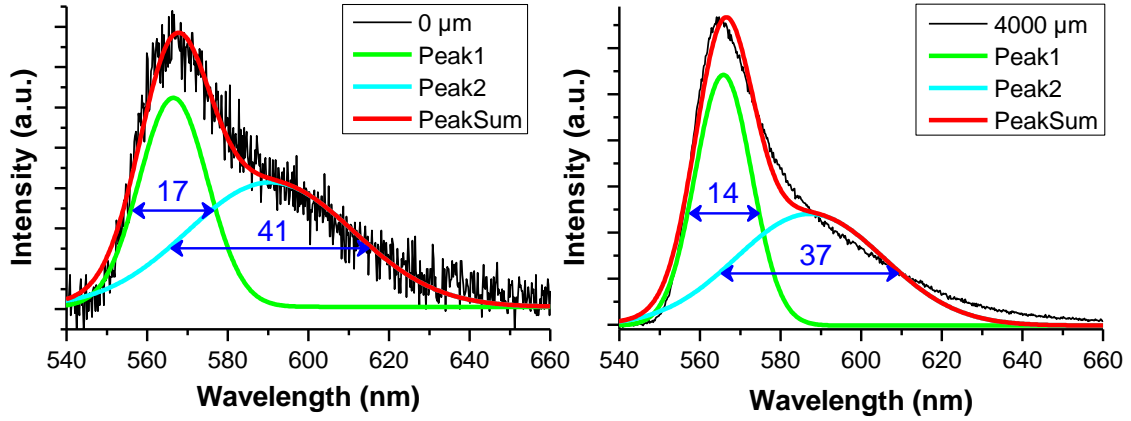 Intensity (a.u.)
0 μm
Peak1
Peak2
PeakSum
17
41
540 560 580 600 620 640 660
Wavelength (nm)
Intensity (a.u.)
4000 μm
Peak1
Peak2
PeakSum
14
37
540 560 580 600 620 640 660
Wavelength (nm)